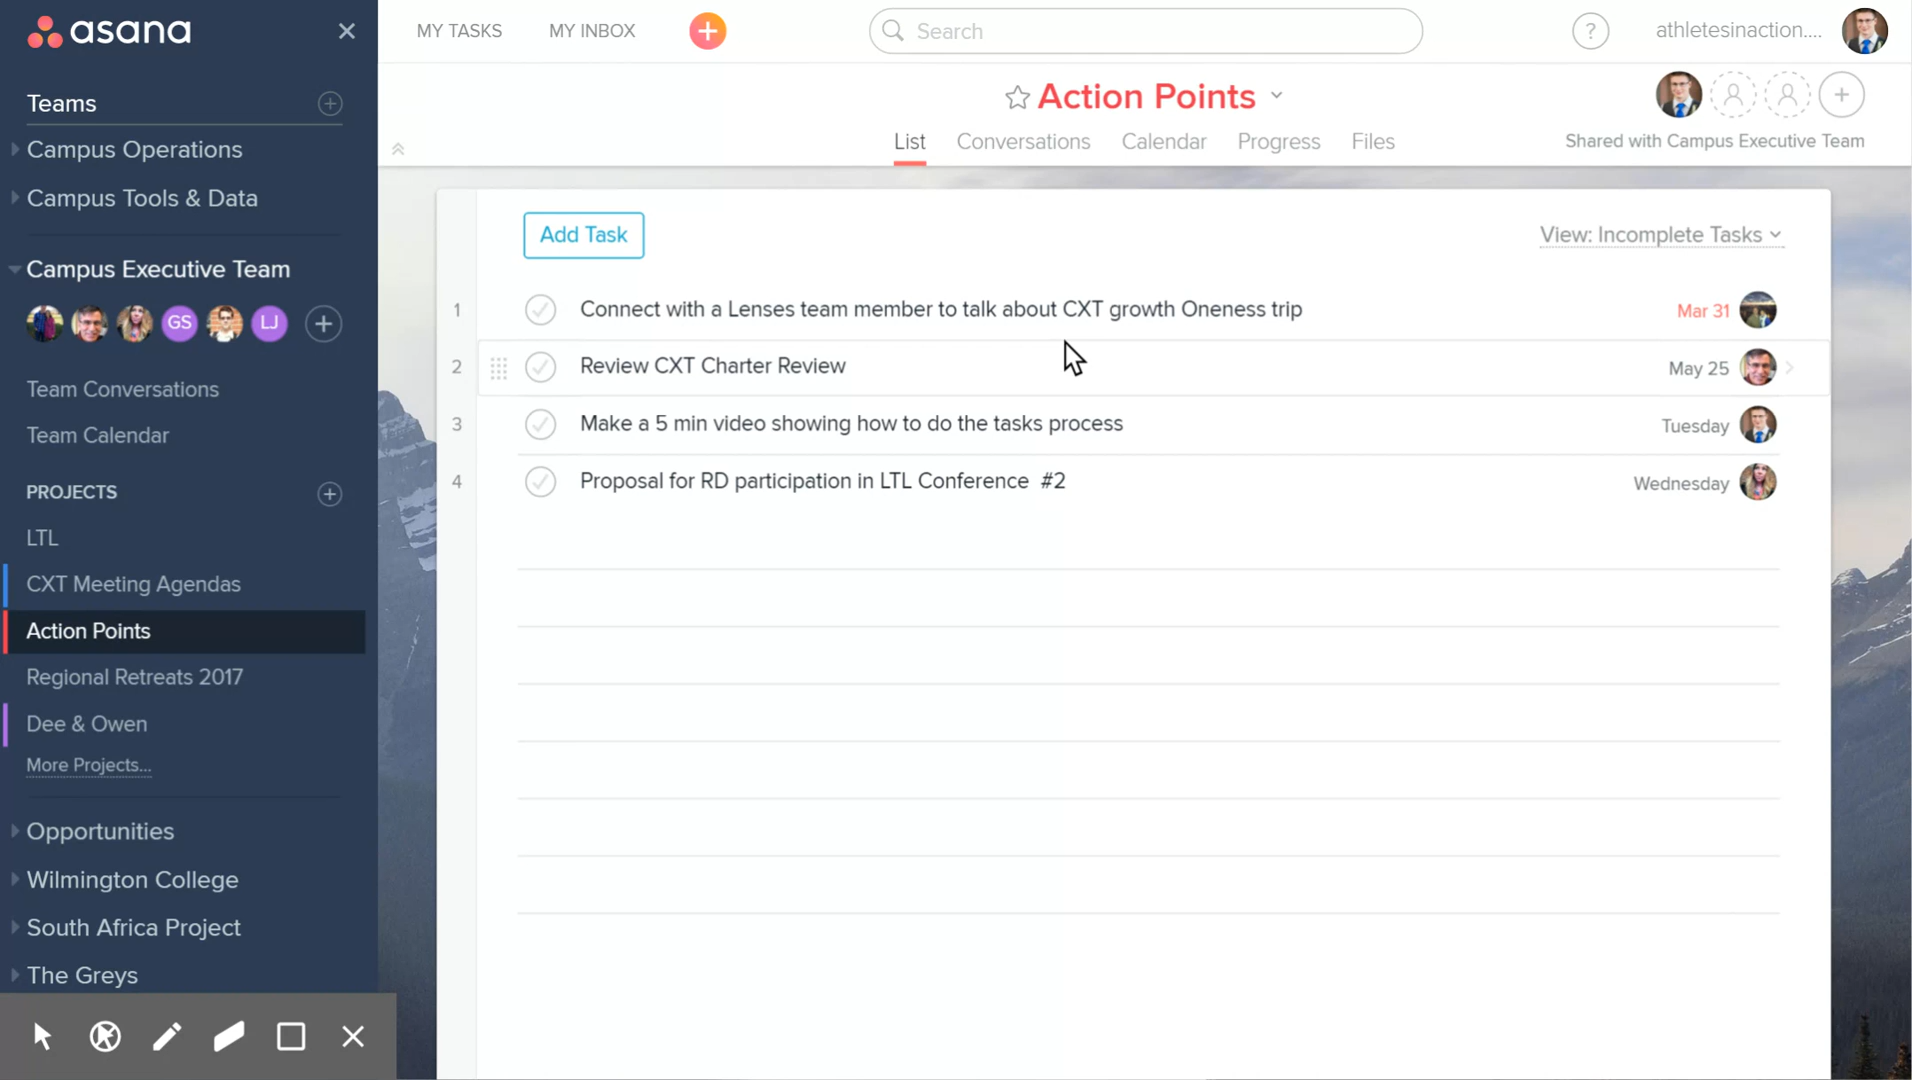 asana
MY TASKS
MY INBOX
Search
?
athletesinaction....
Teams
Campus Operations
Campus Tools & Data
Campus Executive Team
GS
LJ
Team Conversations
Team Calendar
PROJECTS
LTL
CXT Meeting Agendas
Action Points
Regional Retreats 2017
Dee & Owen
More Projects...
Opportunities
Wilmington College
South Africa Project
The Greys
Action Points
List
Conversations
Calendar
Progress
Files
Shared with Campus Executive Team
Add Task
View: Incomplete Tasks
1 Connect with a Lenses team member to talk about CXT growth Oneness trip Mar 31
2 Review CXT Charter Review May 25
3 Make a 5 min video showing how to do the tasks process Tuesday
4 Proposal for RD participation in LTL Conference #2 Wednesday